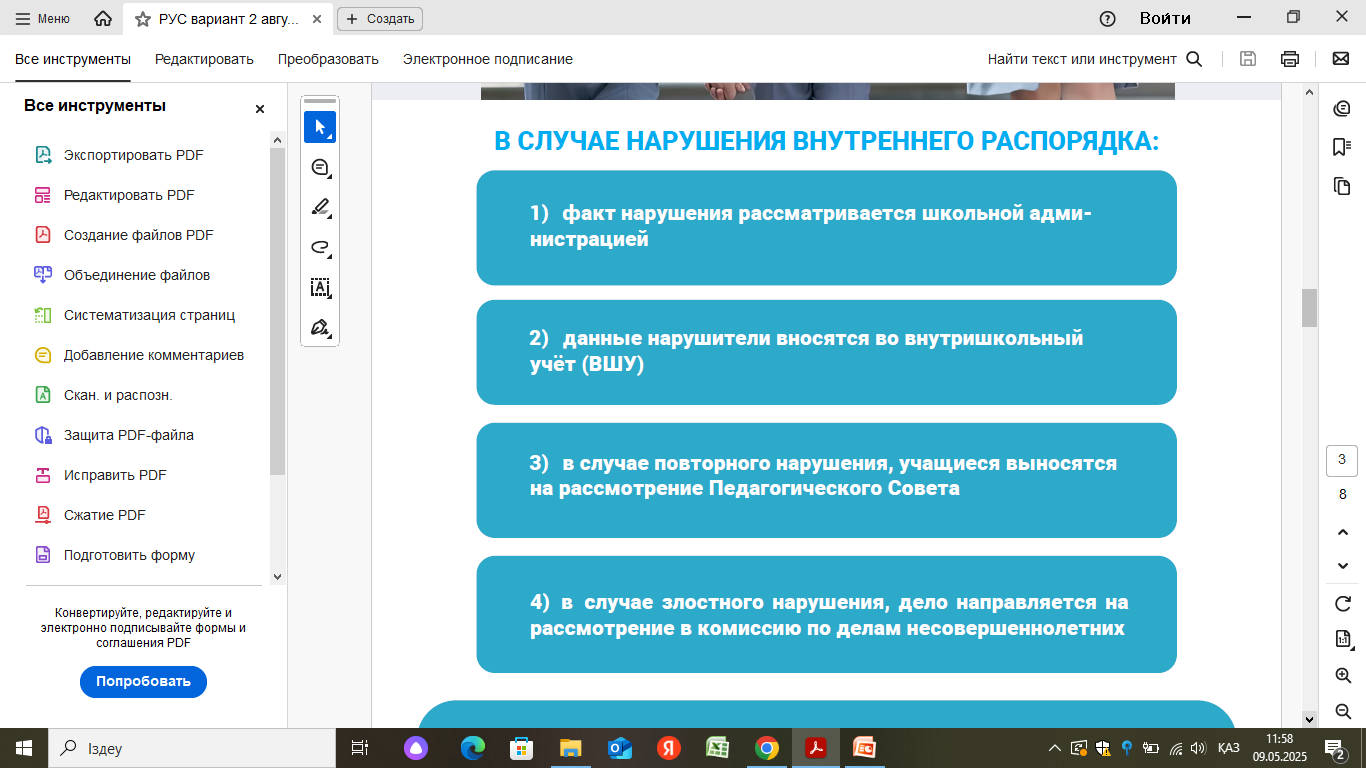 Меню
РУС вариант 2 авгу...
Создать
Войти
Все инструменты
Редактировать
Преобразовать
Электронное подписание
Найти текст или инструмент
Все инструменты
Экспортировать PDF
Редактировать PDF
Создание файлов PDF
Объединение файлов
Систематизация страниц
Добавление комментариев
Скан. и распозн.
Защита PDF-файла
Исправить PDF
Сжатие PDF
Подготовить форму
Конвертируйте, редактируйте и
электронно подписывайте формы и
соглашения PDF
Попробовать
В СЛУЧАЕ НАРУШЕНИЯ ВНУТРЕННЕГО РАСПОРЯДКА:
1) факт нарушения рассматривается школьной адми-
нистрацией
2) данные нарушители вносятся во внутришкольный
учёт (ВШУ)
3) в случае повторного нарушения, учащиеся выносятся
на рассмотрение Педагогического Совета
4) в случае злостного нарушения, дело направляется на
рассмотрение в комиссию по делам несовершеннолетних
3
8
1:1
Іздеу
ҚАЗ
11:58
09.05.2025
2